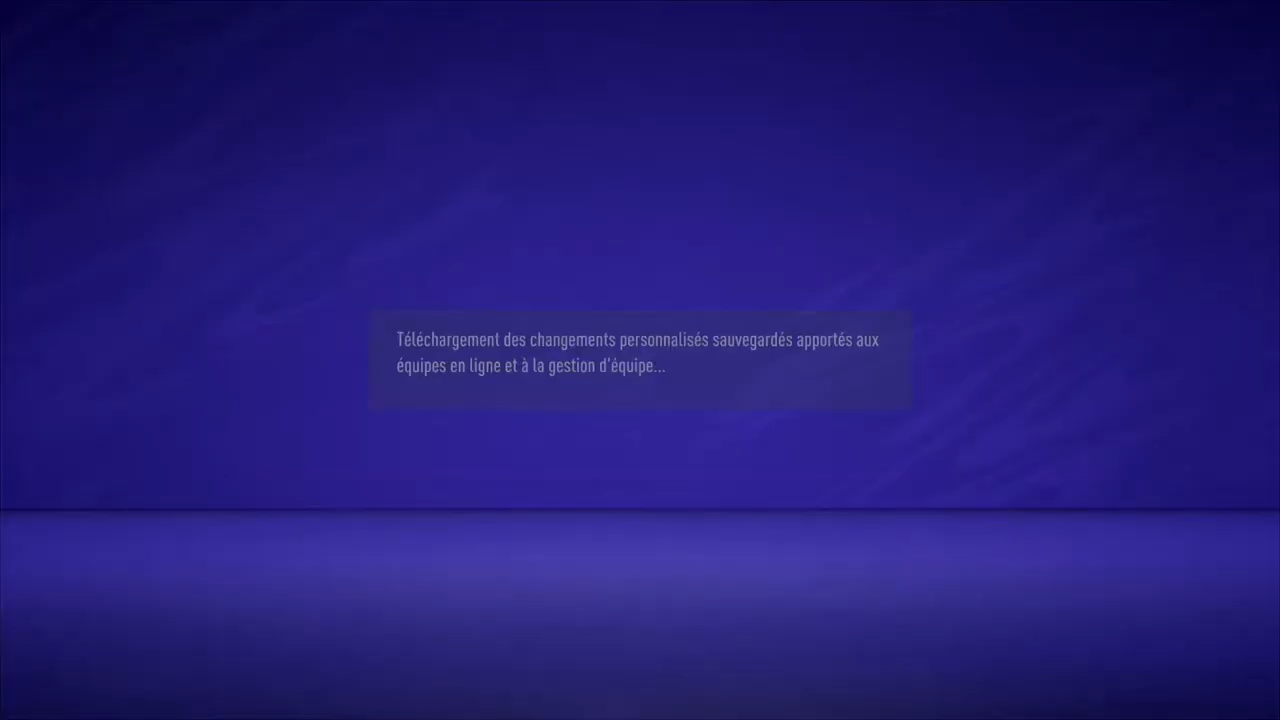 Téléchargement des changements personnalisés sauvegardés apportés aux
équipes en ligne et à la gestion d'équipe...